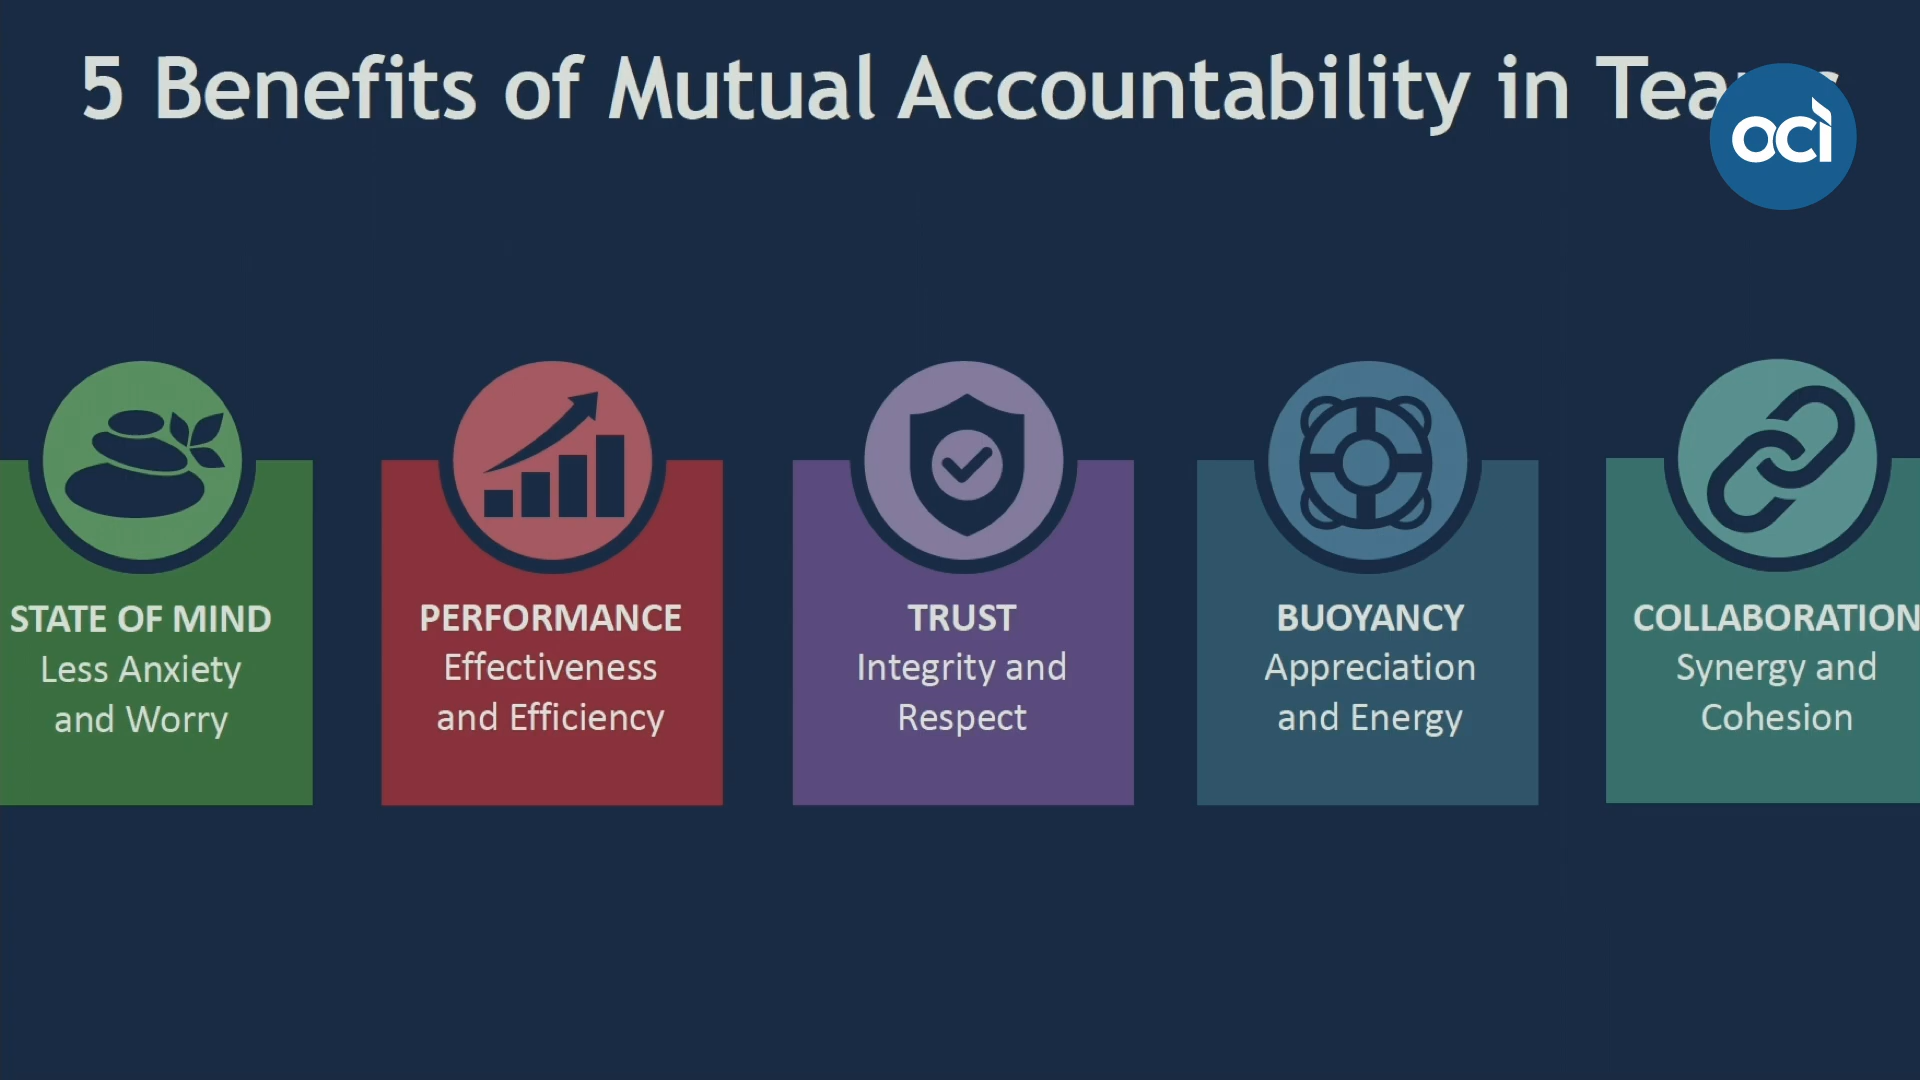 5 Benefits of Mutual Accountability in
oci
STATE OF MIND
Less Anxiety
and Worry
PERFORMANCE
Effectiveness
and Efficiency
TRUST
Integrity and
Respect
BUOYANCY
Appreciation
and Energy
COLLABORATION
Synergy and
Cohesion